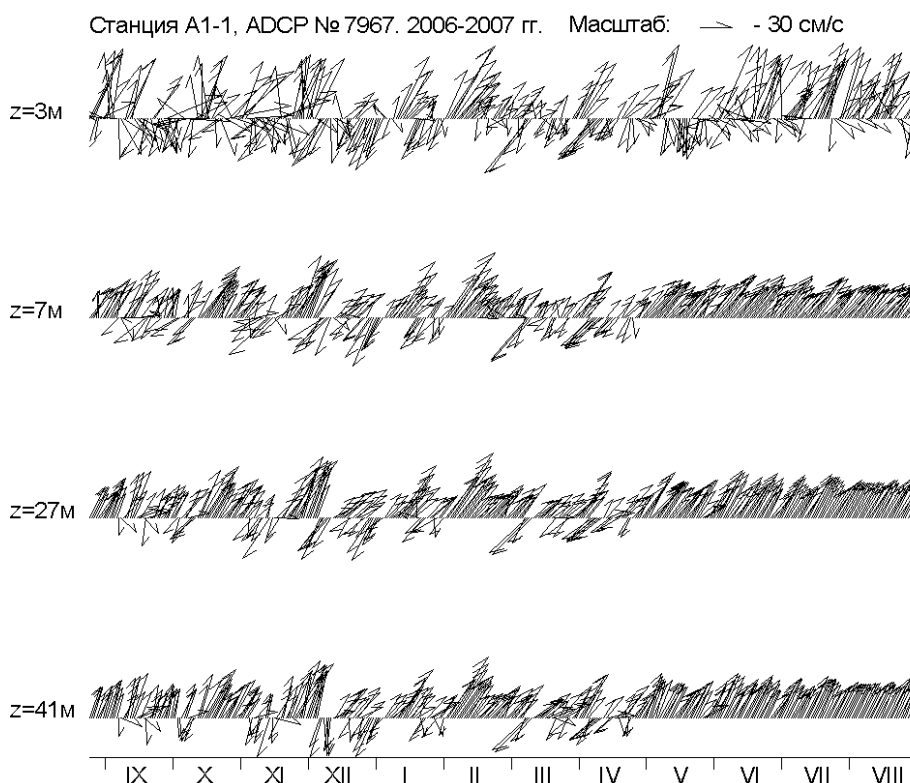 Станция А1-1, ADCP № 7967. 2006-2007 гг. Масштаб: - 30 см/с
z=3м
z=7м
z=27м
z=41м
IX X XI XII I II III IV V VI VII VIII